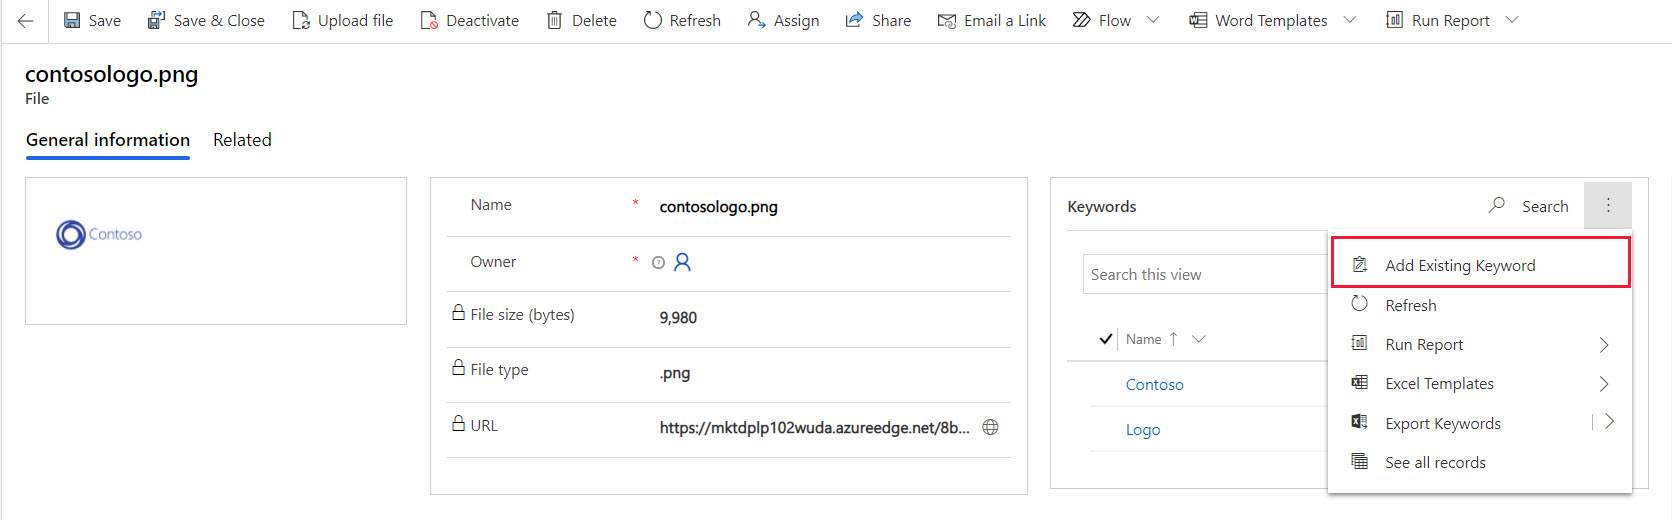 Save Save & Close Upload file Deactivate Delete Refresh Assign Share Email a Link Flow Word Templates Run Report
contosologo.png
File
General information Related
Contoso
Name * contosologo.png
Owner *
File size (bytes) 9,980
File type .png
URL https://mktdplp102wuda.azureedge.net/8b...
Keywords Search
Search this view
Name
Contoso
Logo
Add Existing Keyword
Refresh
Run Report
Excel Templates
Export Keywords
See all records